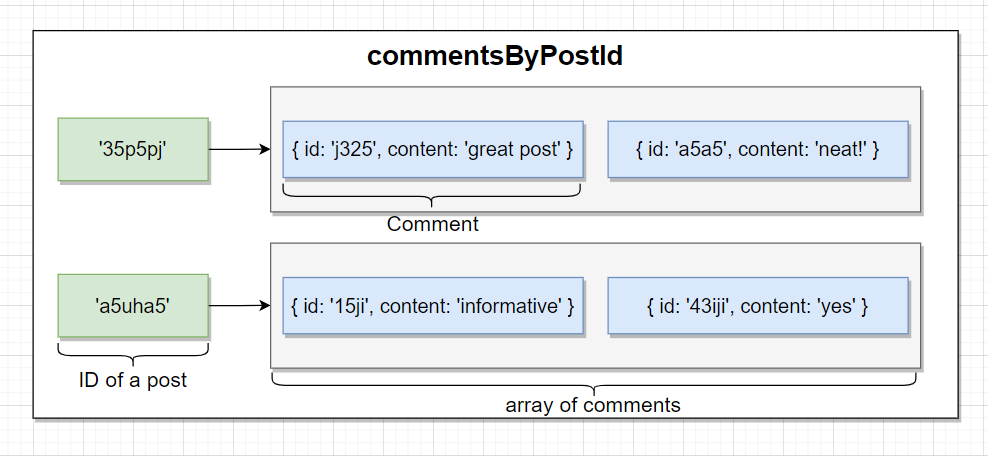 commentsByPostId
'35p5pj'
{ id: 'j325', content: 'great post' }
{ id: 'a5a5', content: 'neat!' }
Comment
'a5uha5'
{ id: '15ji', content: 'informative' }
{ id: '43iji', content: 'yes' }
ID of a post
array of comments